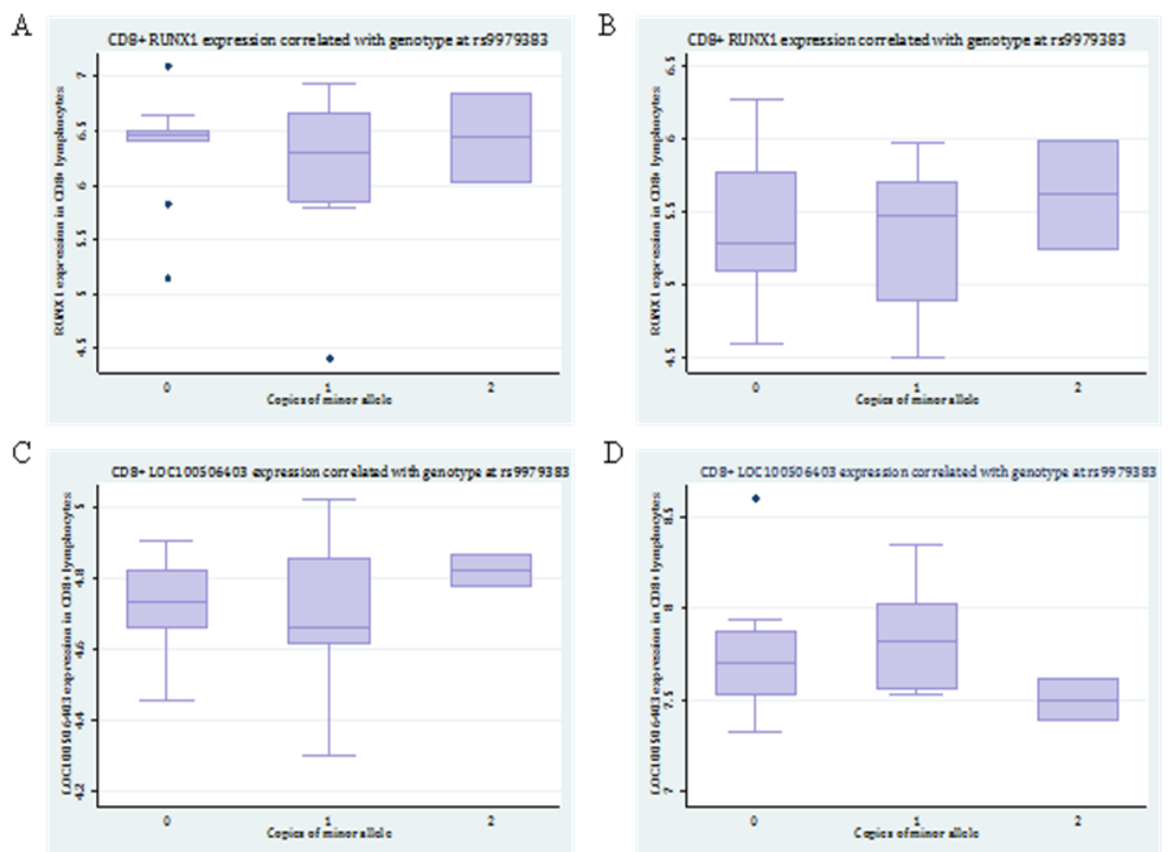 A
CD8+ RUNX1 expression correlated with genotype at rs9979383
RUNX1 expression in CD8+ lymphocytes
7
6.5
6
5.5
5
4.5
0
1
2
Copies of minor allele
B
CD8+ RUNX1 expression correlated with genotype at rs9979383
RUNX1 expression in CD8+ lymphocytes
6.5
6
5.5
5
4.5
0
1
2
Copies of minor allele
C
CD8+ LOC100506403 expression correlated with genotype at rs9979383
LOC100506403 expression in CD8+ lymphocytes
5
4.8
4.6
4.4
4.2
0
1
2
Copies of minor allele
D
CD8+ LOC100506403 expression correlated with genotype at rs9979383
LOC100506403 expression in CD8+ lymphocytes
8.5
8
7.5
7
0
1
2
Copies of minor allele